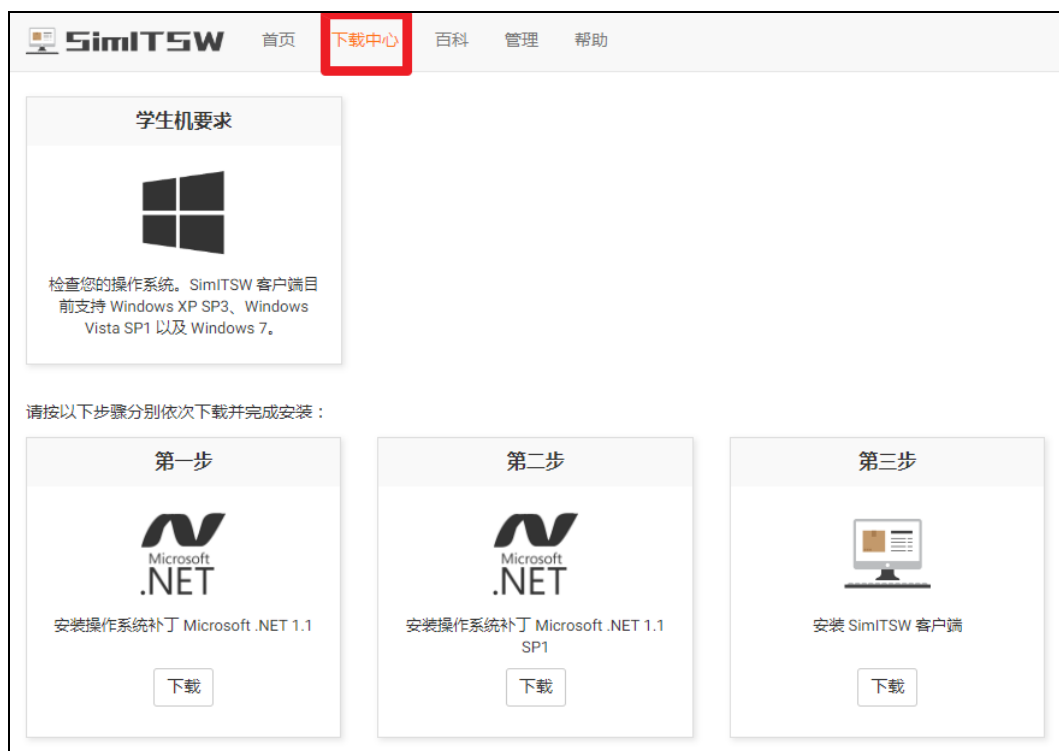 SimITSW 首页 下载中心 百科 管理 帮助
学生机要求
检查您的操作系统。SimITSW 客户端目
前支持 Windows XP SP3、Windows
Vista SP1 以及 Windows 7。
请按以下步骤分别依次下载并完成安装：
第一步
Microsoft
.NET
安装操作系统补丁 Microsoft .NET 1.1
下载
第二步
Microsoft
.NET
安装操作系统补丁 Microsoft .NET 1.1
SP1
下载
第三步
安装 SimITSW 客户端
下载